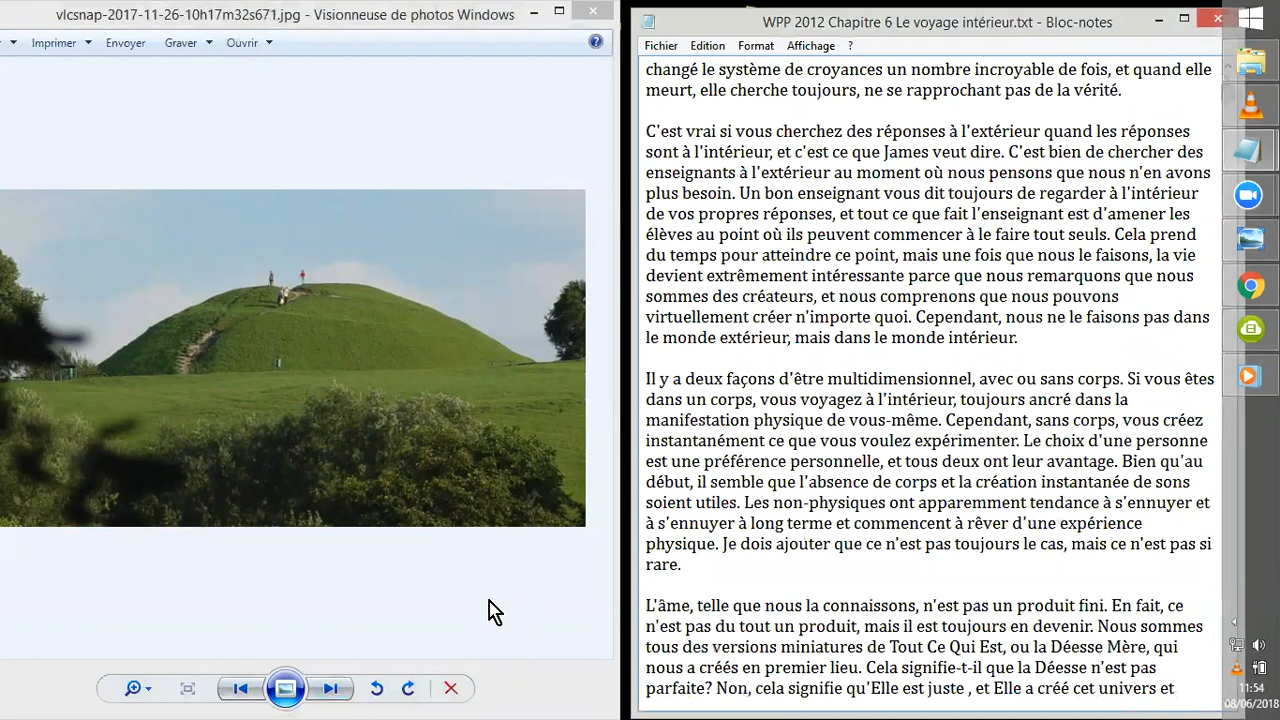 vlcsnap-2017-11-26-10h17m32s671.jpg - Visionneuse de photos Windows
Imprimer Envoyer Graver Ouvrir
WPP 2012 Chapitre 6 Le voyage intérieur.txt - Bloc-notes
Fichier Edition Format Affichage ?
changé le système de croyances un nombre incroyable de fois, et quand elle
meurt, elle cherche toujours, ne se rapprochant pas de la vérité.
C'est vrai si vous cherchez des réponses à l'extérieur quand les réponses
sont à l'intérieur, et c'est ce que James veut dire. C'est bien de chercher des
enseignants à l'extérieur au moment où nous pensons que nous n'en avons
plus besoin. Un bon enseignant vous dit toujours de regarder à l'intérieur
de vos propres réponses, et tout ce que fait l'enseignant est d'amener les
élèves au point où ils peuvent commencer à le faire tout seuls. Cela prend
du temps pour atteindre ce point, mais une fois que nous le faisons, la vie
devient extrêmement intéressante parce que nous remarquons que nous
sommes des créateurs, et nous comprenons que nous pouvons
virtuellement créer n'importe quoi. Cependant, nous ne le faisons pas dans
le monde extérieur, mais dans le monde intérieur.
Il y a deux façons d'être multidimensionnel, avec ou sans corps. Si vous êtes
dans un corps, vous voyagez à l'intérieur, toujours ancré dans la
manifestation physique de vous-même. Cependant, sans corps, vous créez
instantanément ce que vous voulez expérimenter. Le choix d'une personne
est une préférence personnelle, et tous deux ont leur avantage. Bien qu'au
début, il semble que l'absence de corps et la création instantanée de sons
soient utiles. Les non-physiques ont apparemment tendance à s'ennuyer et
à s'ennuyer à long terme et commencent à rêver d'une expérience
physique. Je dois ajouter que ce n'est pas toujours le cas, mais ce n'est pas si
rare.
L'âme, telle que nous la connaissons, n'est pas un produit fini. En fait, ce
n'est pas du tout un produit, mais il est toujours en devenir. Nous sommes
tous des versions miniatures de Tout Ce Qui Est, ou la Déesse Mère, qui
nous a créés en premier lieu. Cela signifie-t-il que la Déesse n'est pas
parfaite? Non, cela signifie qu'Elle est juste , et Elle a créé cet univers et
11:54
08/06/2018